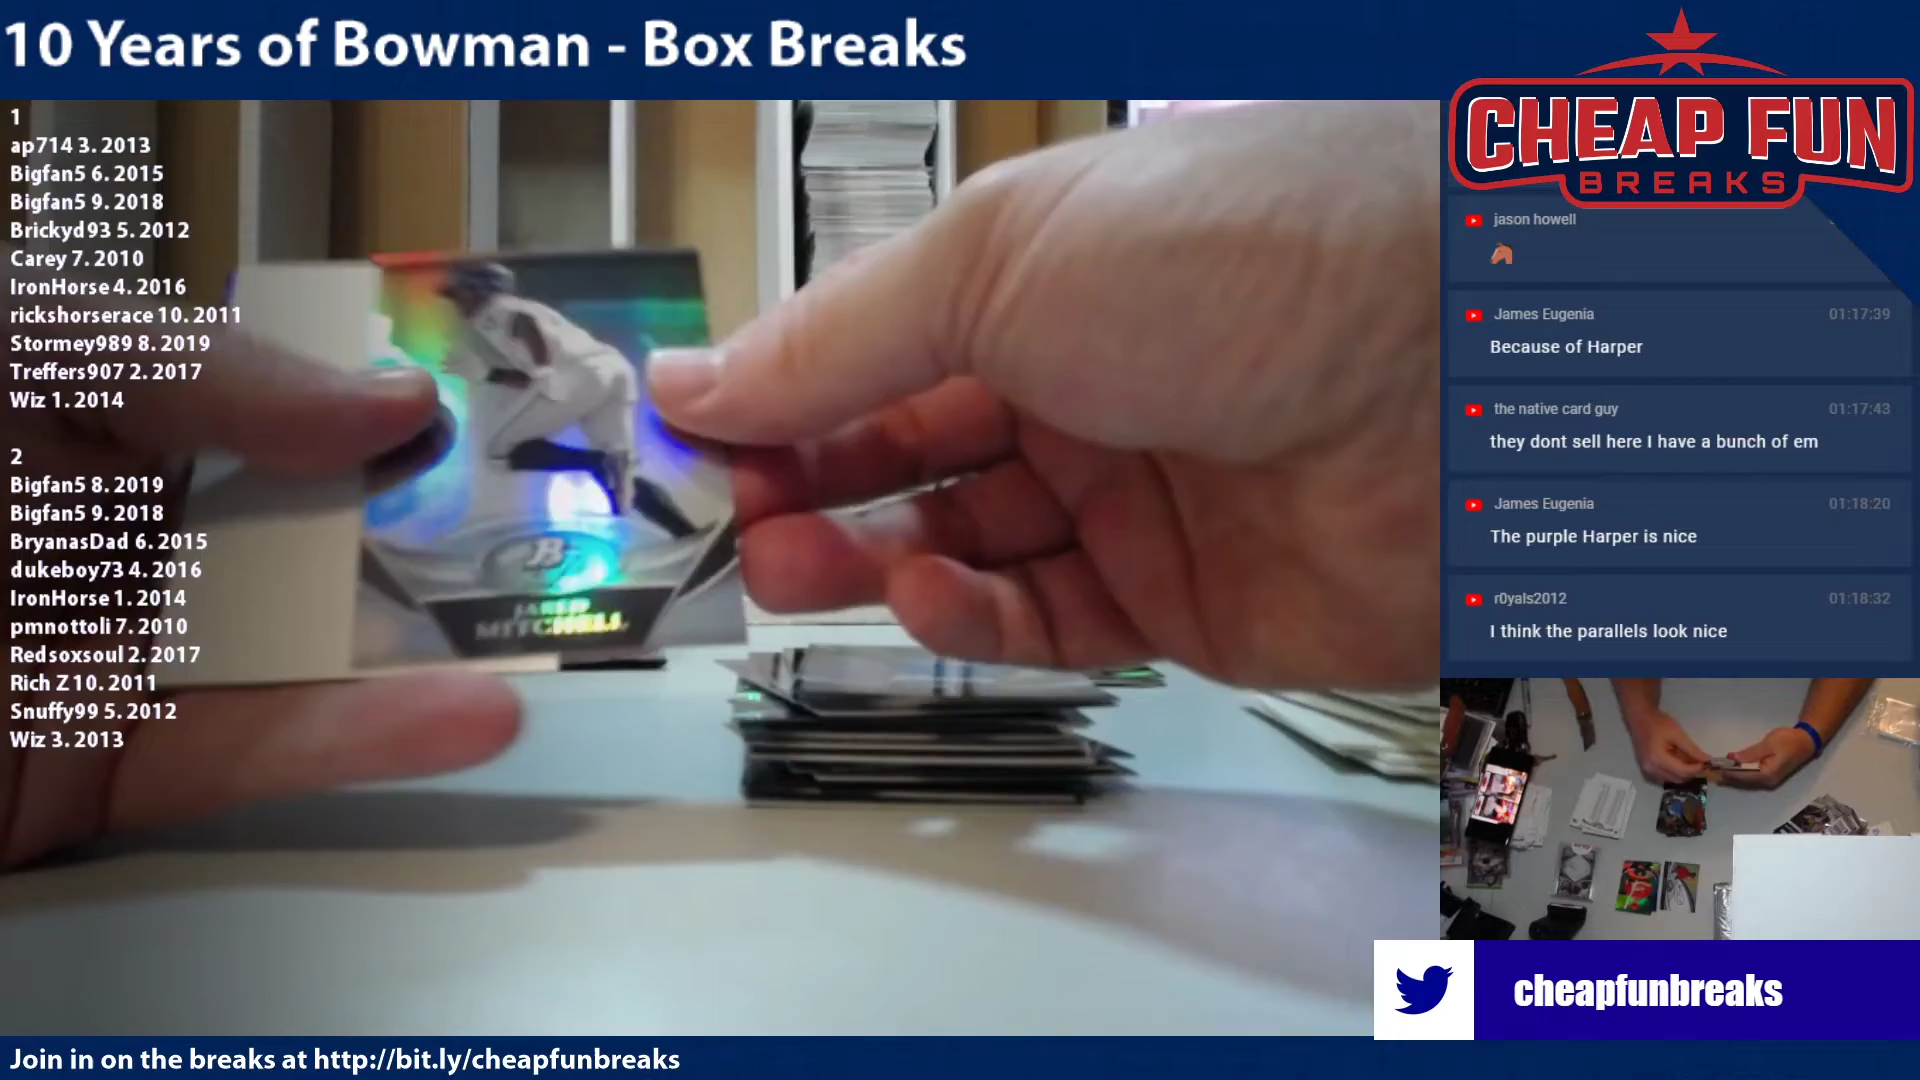 10 Years of Bowman - Box Breaks
CHEAP FUN
BREAKS
1
ap714 3. 2013
Bigfan5 6. 2015
Bigfan5 9. 2018
Brickyd93 5. 2012
Carey 7. 2010
IronHorse 4. 2016
rickshorserace 10. 2011
Stormey989 8. 2019
Treffers907 2. 2017
Wiz 1. 2014
2
Bigfan5 8. 2019
Bigfan5 9. 2018
BryanasDad 6. 2015
dukeboy73 4. 2016
IronHorse 1. 2014
pmnottoli 7. 2010
Redsoxsoul 2. 2017
Rich Z 10. 2011
Snuffy99 5. 2012
Wiz 3. 2013
B
JARED
MITCHELL
jason howell
James Eugenia 01:17:39
Because of Harper
the native card guy 01:17:43
they dont sell here I have a bunch of em
James Eugenia 01:18:20
The purple Harper is nice
r0yals2012 01:18:32
I think the parallels look nice
cheapfunbreaks
Join in on the breaks at http://bit.ly/cheapfunbreaks